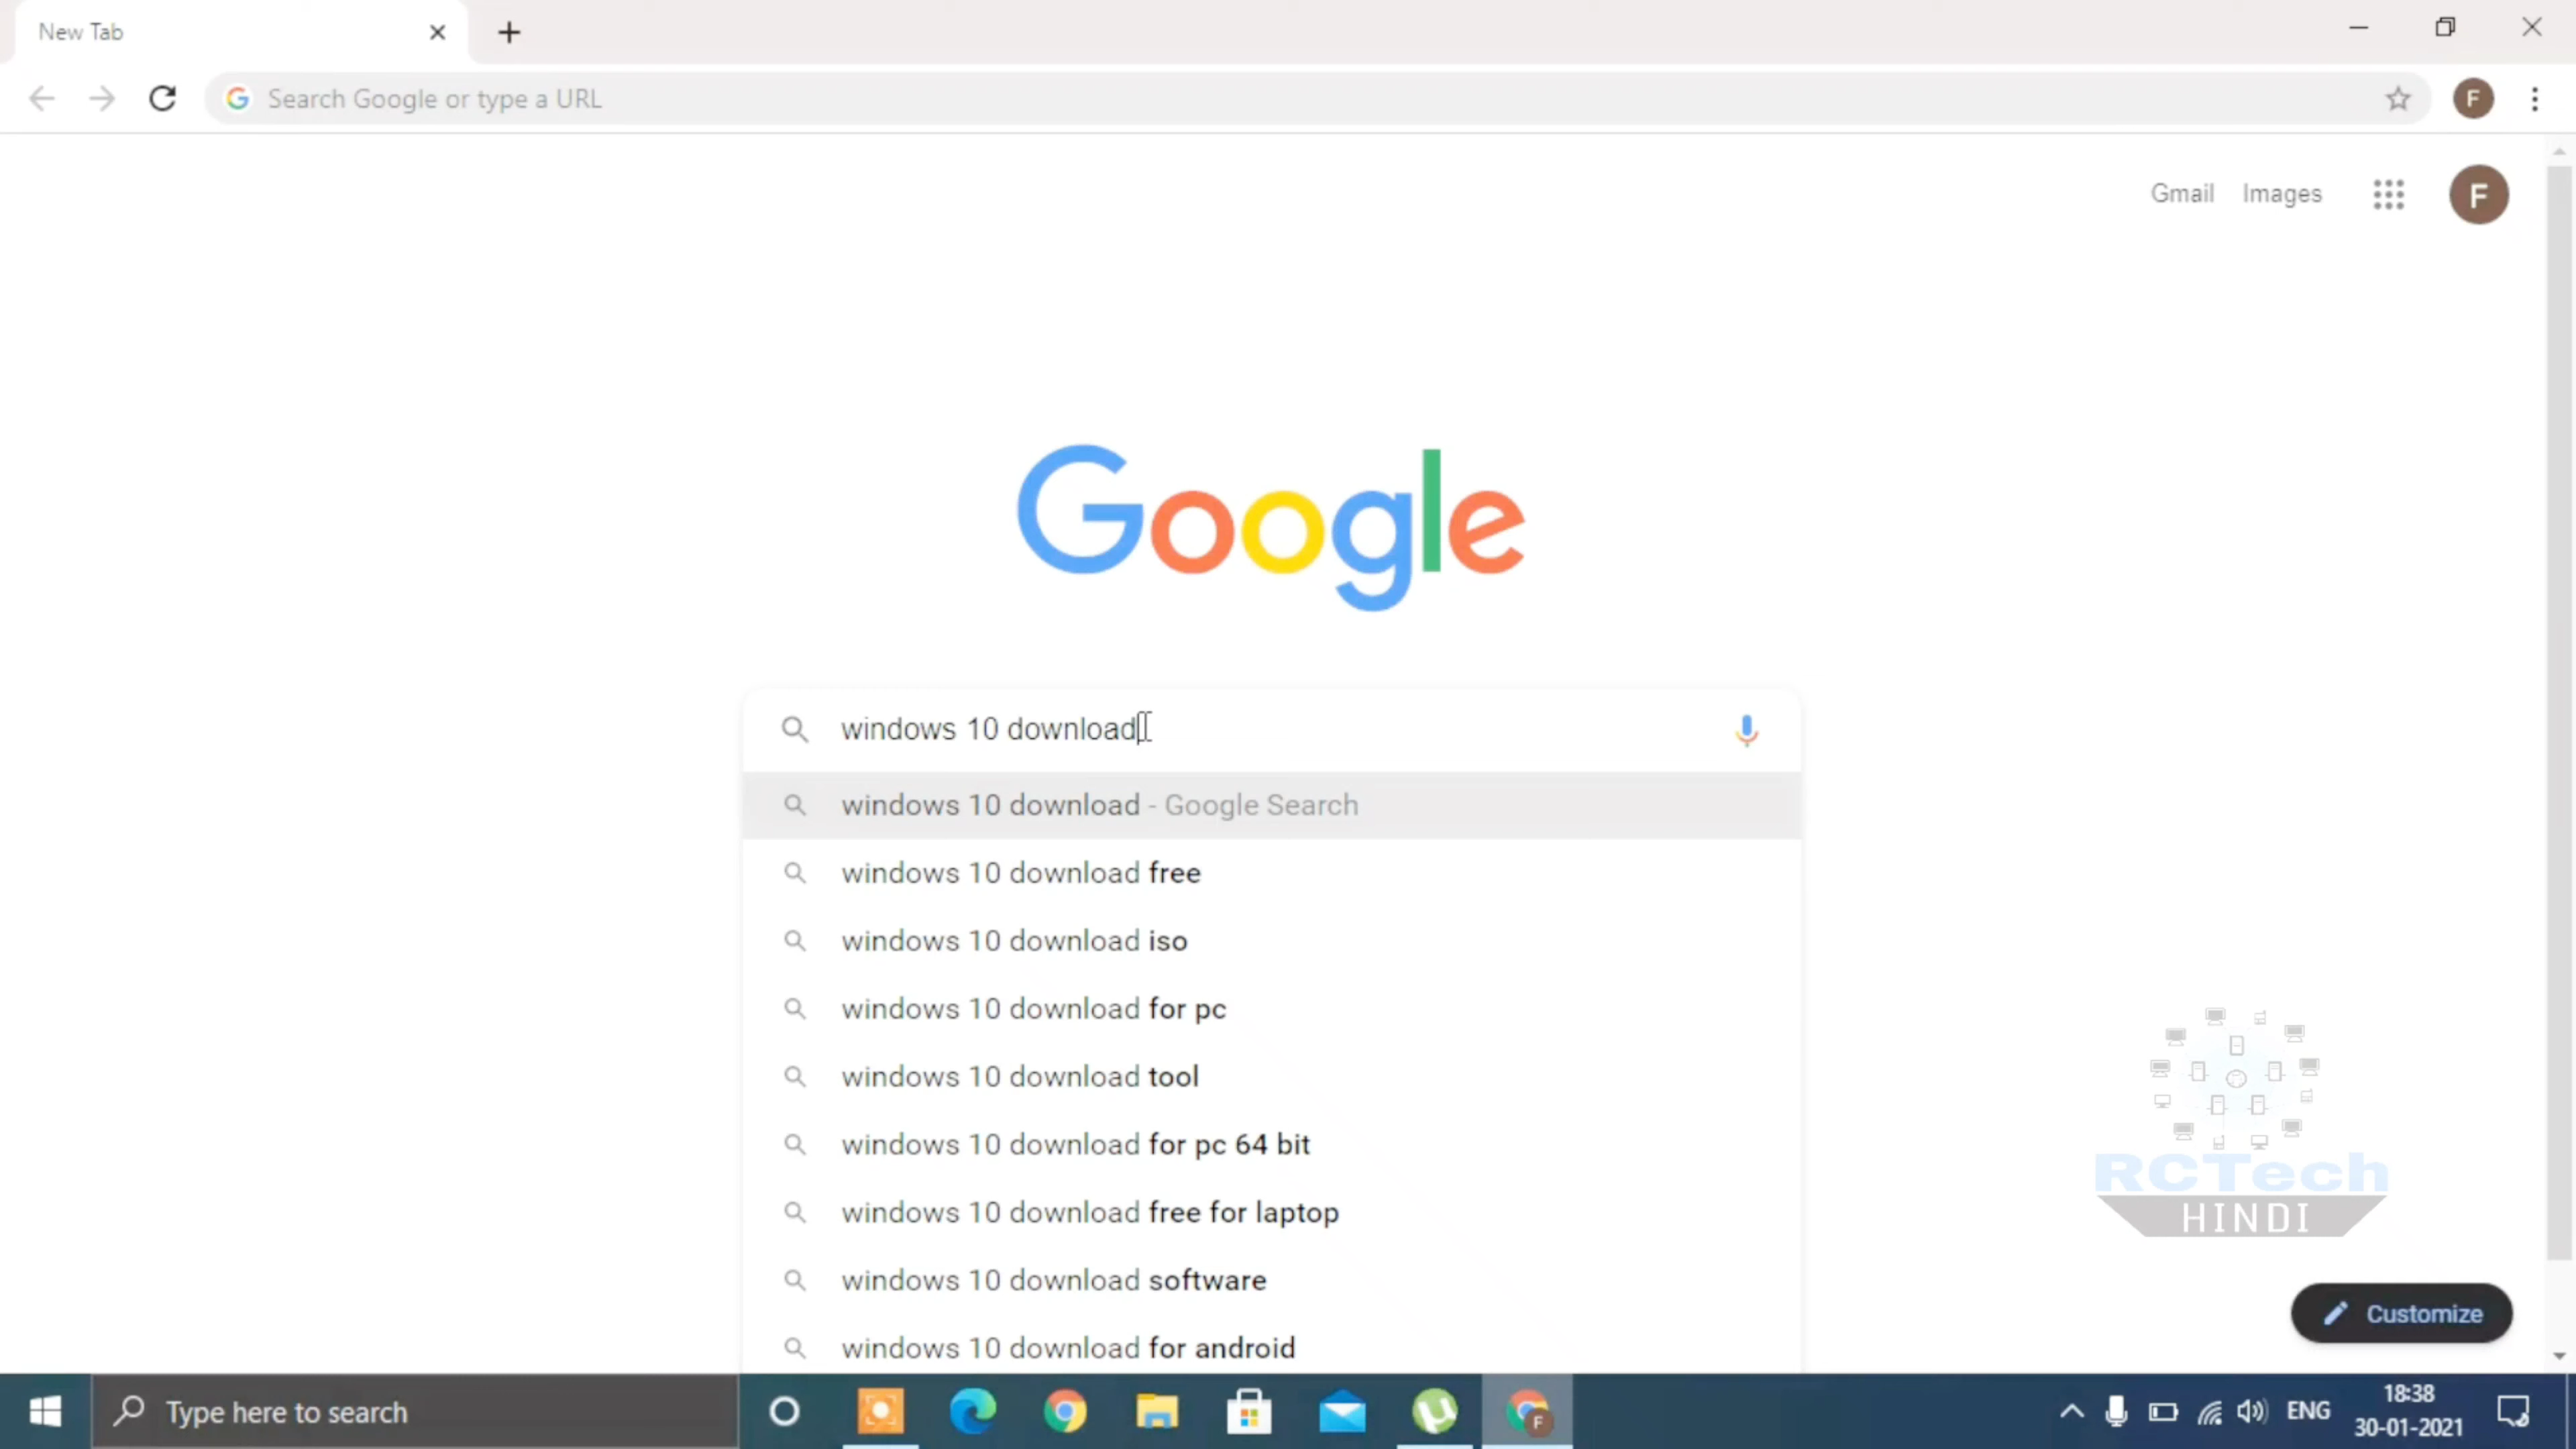 New Tab
Search Google or type a URL
F
Gmail Images
F
Google
windows 10 download
windows 10 download - Google Search
windows 10 download free
windows 10 download iso
windows 10 download for pc
windows 10 download tool
windows 10 download for pc 64 bit
windows 10 download free for laptop
windows 10 download software
windows 10 download for android
RCTech
HINDI
Customize
Type here to search
F
ENG
18:38
30-01-2021